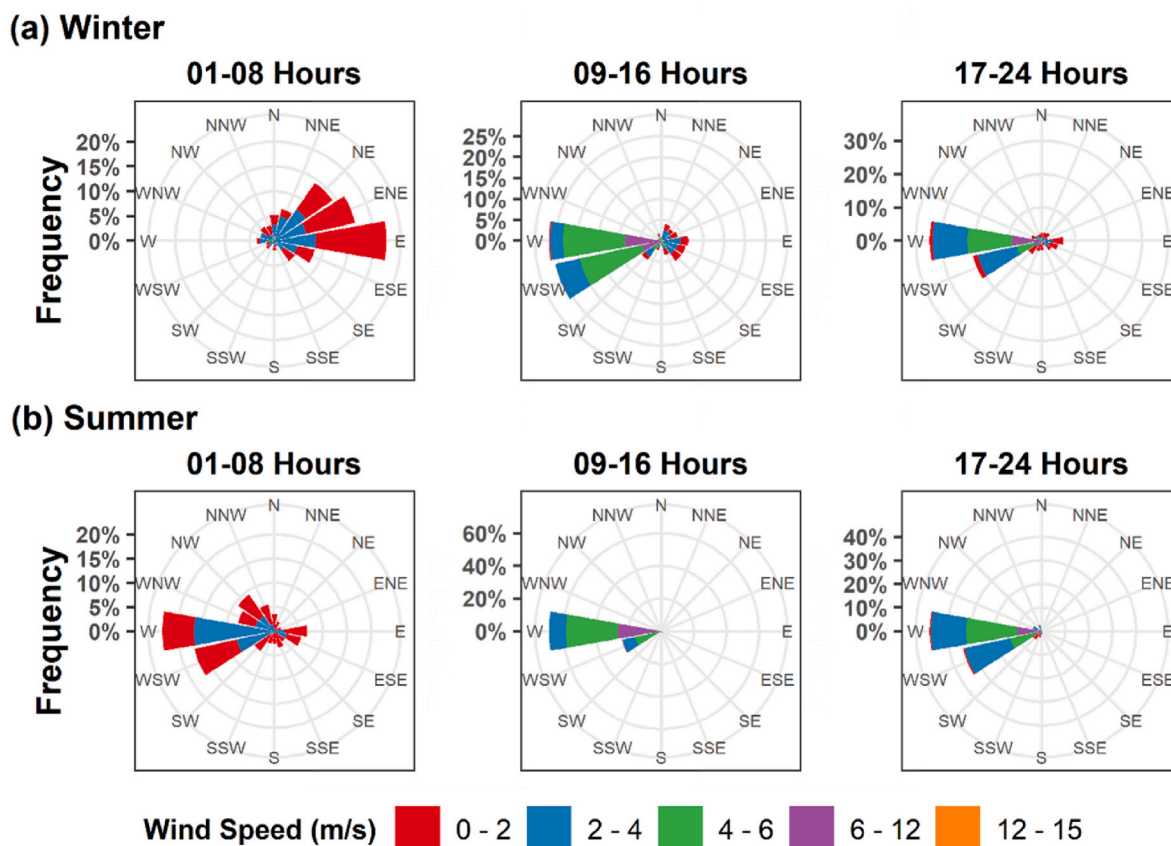 (a) Winter
01-08 Hours
09-16 Hours
17-24 Hours
Frequency
20%
15%
10%
5%
0%
N
NNE
NE
ENE
E
ESE
SE
SSE
S
SSW
SW
WSW
W
WNW
NW
NNW
25%
20%
15%
10%
5%
0%
N
NNE
NE
ENE
E
ESE
SE
SSE
S
SSW
SW
WSW
W
WNW
NW
NNW
30%
20%
10%
0%
N
NNE
NE
ENE
E
ESE
SE
SSE
S
SSW
SW
WSW
W
WNW
NW
NNW
(b) Summer
01-08 Hours
09-16 Hours
17-24 Hours
Frequency
20%
15%
10%
5%
0%
N
NNE
NE
ENE
E
ESE
SE
SSE
S
SSW
SW
WSW
W
WNW
NW
NNW
60%
40%
20%
0%
N
NNE
NE
ENE
E
ESE
SE
SSE
S
SSW
SW
WSW
W
WNW
NW
NNW
40%
30%
20%
10%
0%
N
NNE
NE
ENE
E
ESE
SE
SSE
S
SSW
SW
WSW
W
WNW
NW
NNW
Wind Speed (m/s) 0 - 2 2 - 4 4 - 6 6 - 12 12 - 15